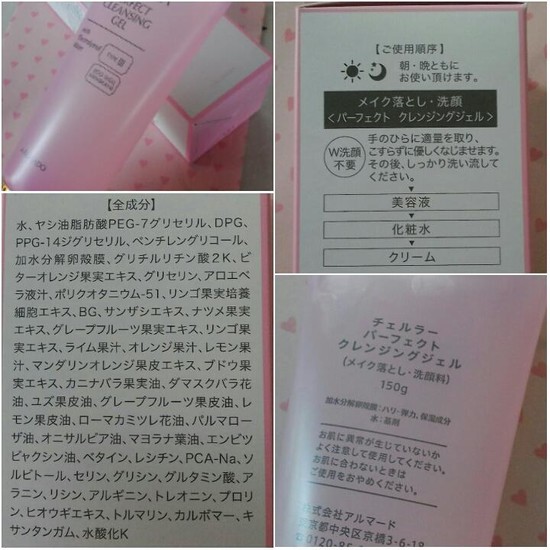 CLEANSING
GEL
【ご使用順序】
朝・晩ともに
お使い頂けます。
メイク落とし・洗顔
<パーフェクト クレンジングジェル>
W洗顔
不要
手のひらに適量を取り、
こすらずに優しくなじませます。
その後、しっかり洗い流して
ください。
美容液
化粧水
クリーム
【全成分】
水、ヤシ油脂肪酸PEG-7グリセリル、DPG、
PPG-14ジグリセリル、ペンチレングリコール、
加水分解卵殻膜、グリチルリチン酸2K、ビ
ターオレンジ果実エキス、グリセリン、アロエベ
ラ液汁、ポリクオタニウム-51、リンゴ果実培養
細胞エキス、BG、サンザシエキス、ナツメ果実
エキス、グレープフルーツ果実エキス、リンゴ果
実エキス、ライム果汁、オレンジ果汁、レモン果
汁、マンダリンオレンジ果皮エキス、ブドウ果
実エキス、カニナバラ果実油、ダマスクバラ花
油、ユズ果皮油、グレープフルーツ果皮油、レ
モン果皮油、ローマカミツレ花油、パルマロー
ザ油、オニサルビア油、マヨラナ葉油、エンピツ
ビャクシン油、ベタイン、レシチン、PCA-Na、ソ
ルビトール、セリン、グリシン、グルタミン酸、ア
ラニン、リシン、アルギニン、トレオニン、プロリ
ン、ヒオウギエキス、トルマリン、カルボマー、キ
サンタンガム、水酸化K
チェルラー
パーフェクト
クレンジングジェル
(メイク落とし・洗顔料)
150g
加水分解卵殻膜:ハリ・弾力、保湿成分
水:基剤
お肌に異常が生じていないか
よく注意して使用してください。
お肌に合わないときは
ご使用をおやめください。
株式会社アルマード
東京都中央区京橋3-6-18
0120-85